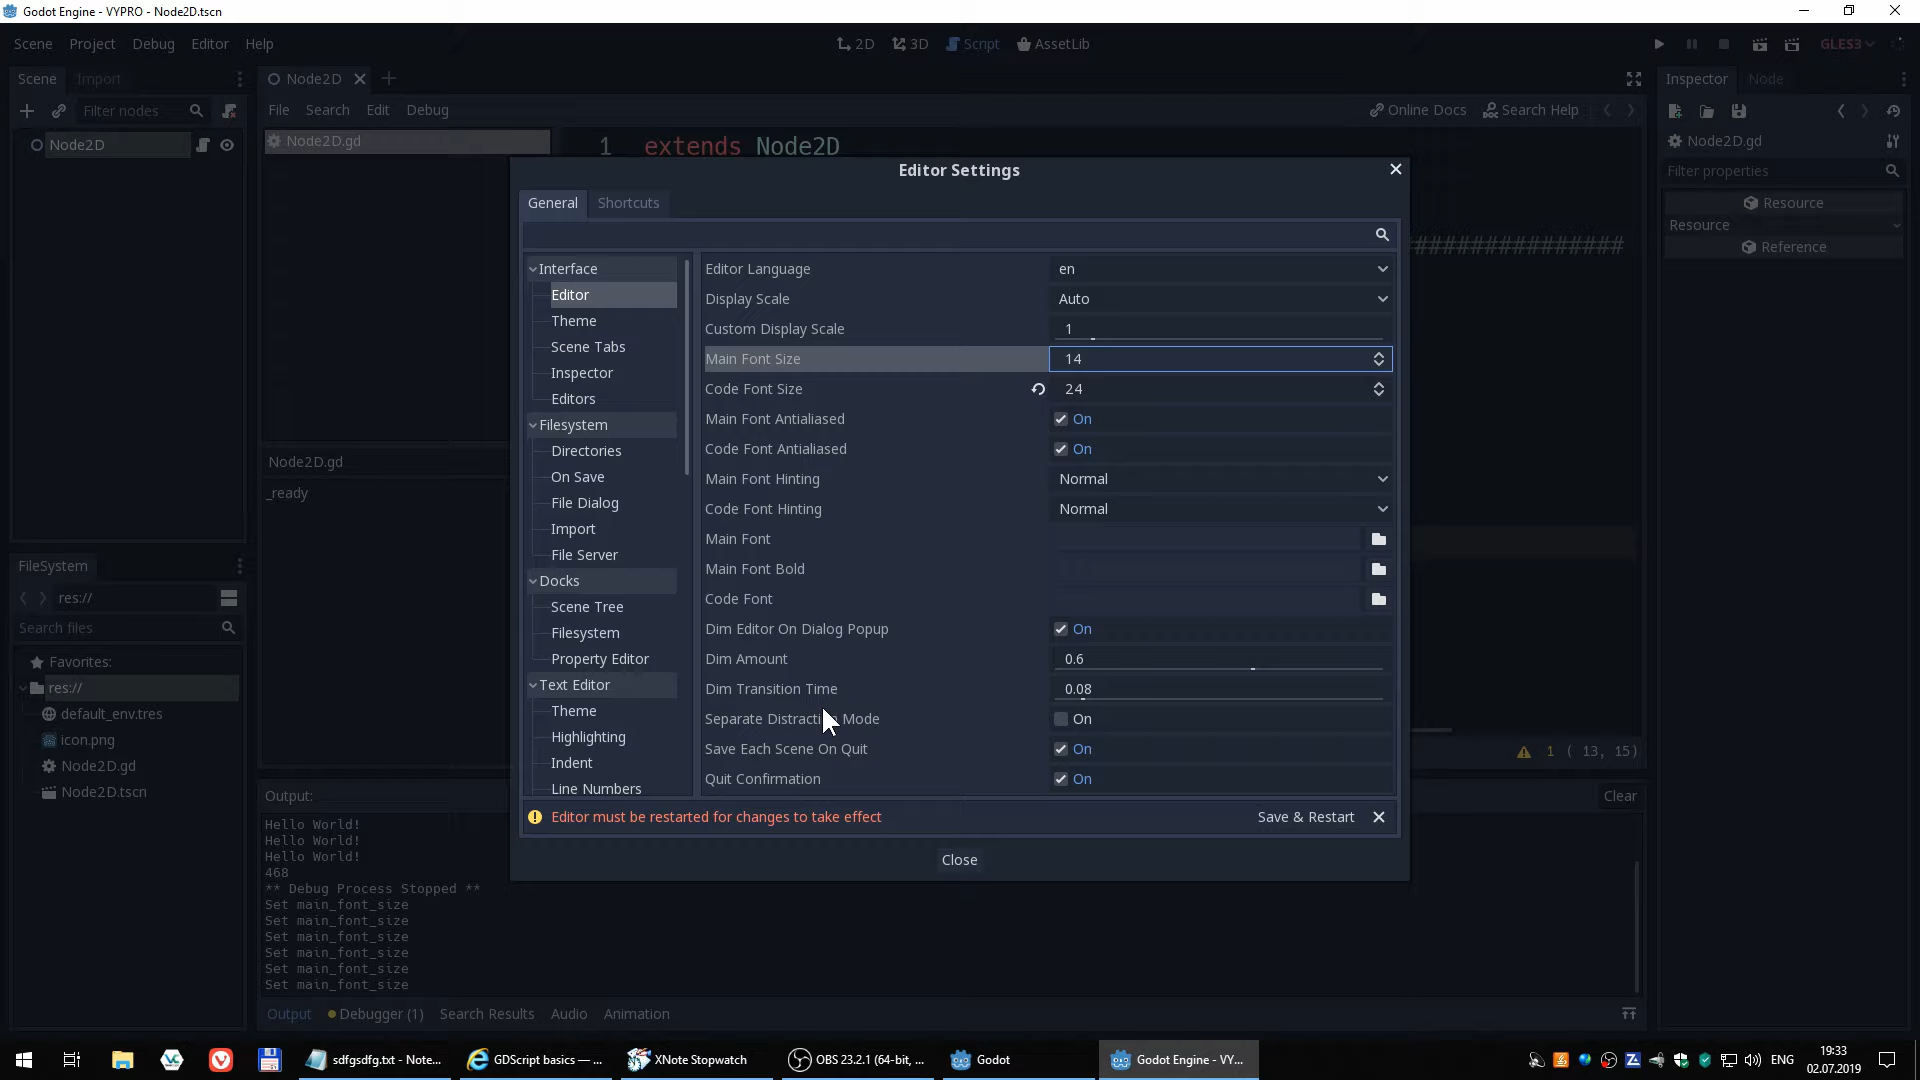 Godot Engine - VYPRO - Node2D.tscn
Scene Project Debug Editor Help
2D 3D Script AssetLib
GLES3
Scene Import
Node2D
Inspector Node
Filter nodes
File Search Edit Debug
Online Docs Search Help
Node2D
Node2D.gd
1 extends Node2D
Node2D.gd
Filter properties
Editor Settings
General Shortcuts
Resource
Resource
Reference
################
Interface
Editor
Theme
Scene Tabs
Inspector
Editors
Filesystem
Directories
On Save
File Dialog
Import
File Server
Docks
Scene Tree
Filesystem
Property Editor
Text Editor
Theme
Highlighting
Indent
Line Numbers
Editor Language en
Display Scale Auto
Custom Display Scale 1
Main Font Size 14
Code Font Size 24
Main Font Antialiased On
Code Font Antialiased On
Main Font Hinting Normal
Code Font Hinting Normal
Main Font
Main Font Bold
Code Font
Dim Editor On Dialog Popup On
Dim Amount 0.6
Dim Transition Time 0.08
Separate Distraction Mode On
Save Each Scene On Quit On
Quit Confirmation On
Editor must be restarted for changes to take effect Save & Restart
Close
Node2D.gd
_ready
1 ( 13, 15)
FileSystem
res://
Search files
Favorites:
res://
default_env.tres
icon.png
Node2D.gd
Node2D.tscn
Output: Clear
Hello World!
Hello World!
Hello World!
468
** Debug Process Stopped **
Set main_font_size
Set main_font_size
Set main_font_size
Set main_font_size
Set main_font_size
Set main_font_size
Output Debugger (1) Search Results Audio Animation
sdfgsdfg.txt - Note...
GDScript basics — ...
XNote Stopwatch
OBS 23.2.1 (64-bit, ...
Godot
Godot Engine - VY...
ENG
19:33
02.07.2019